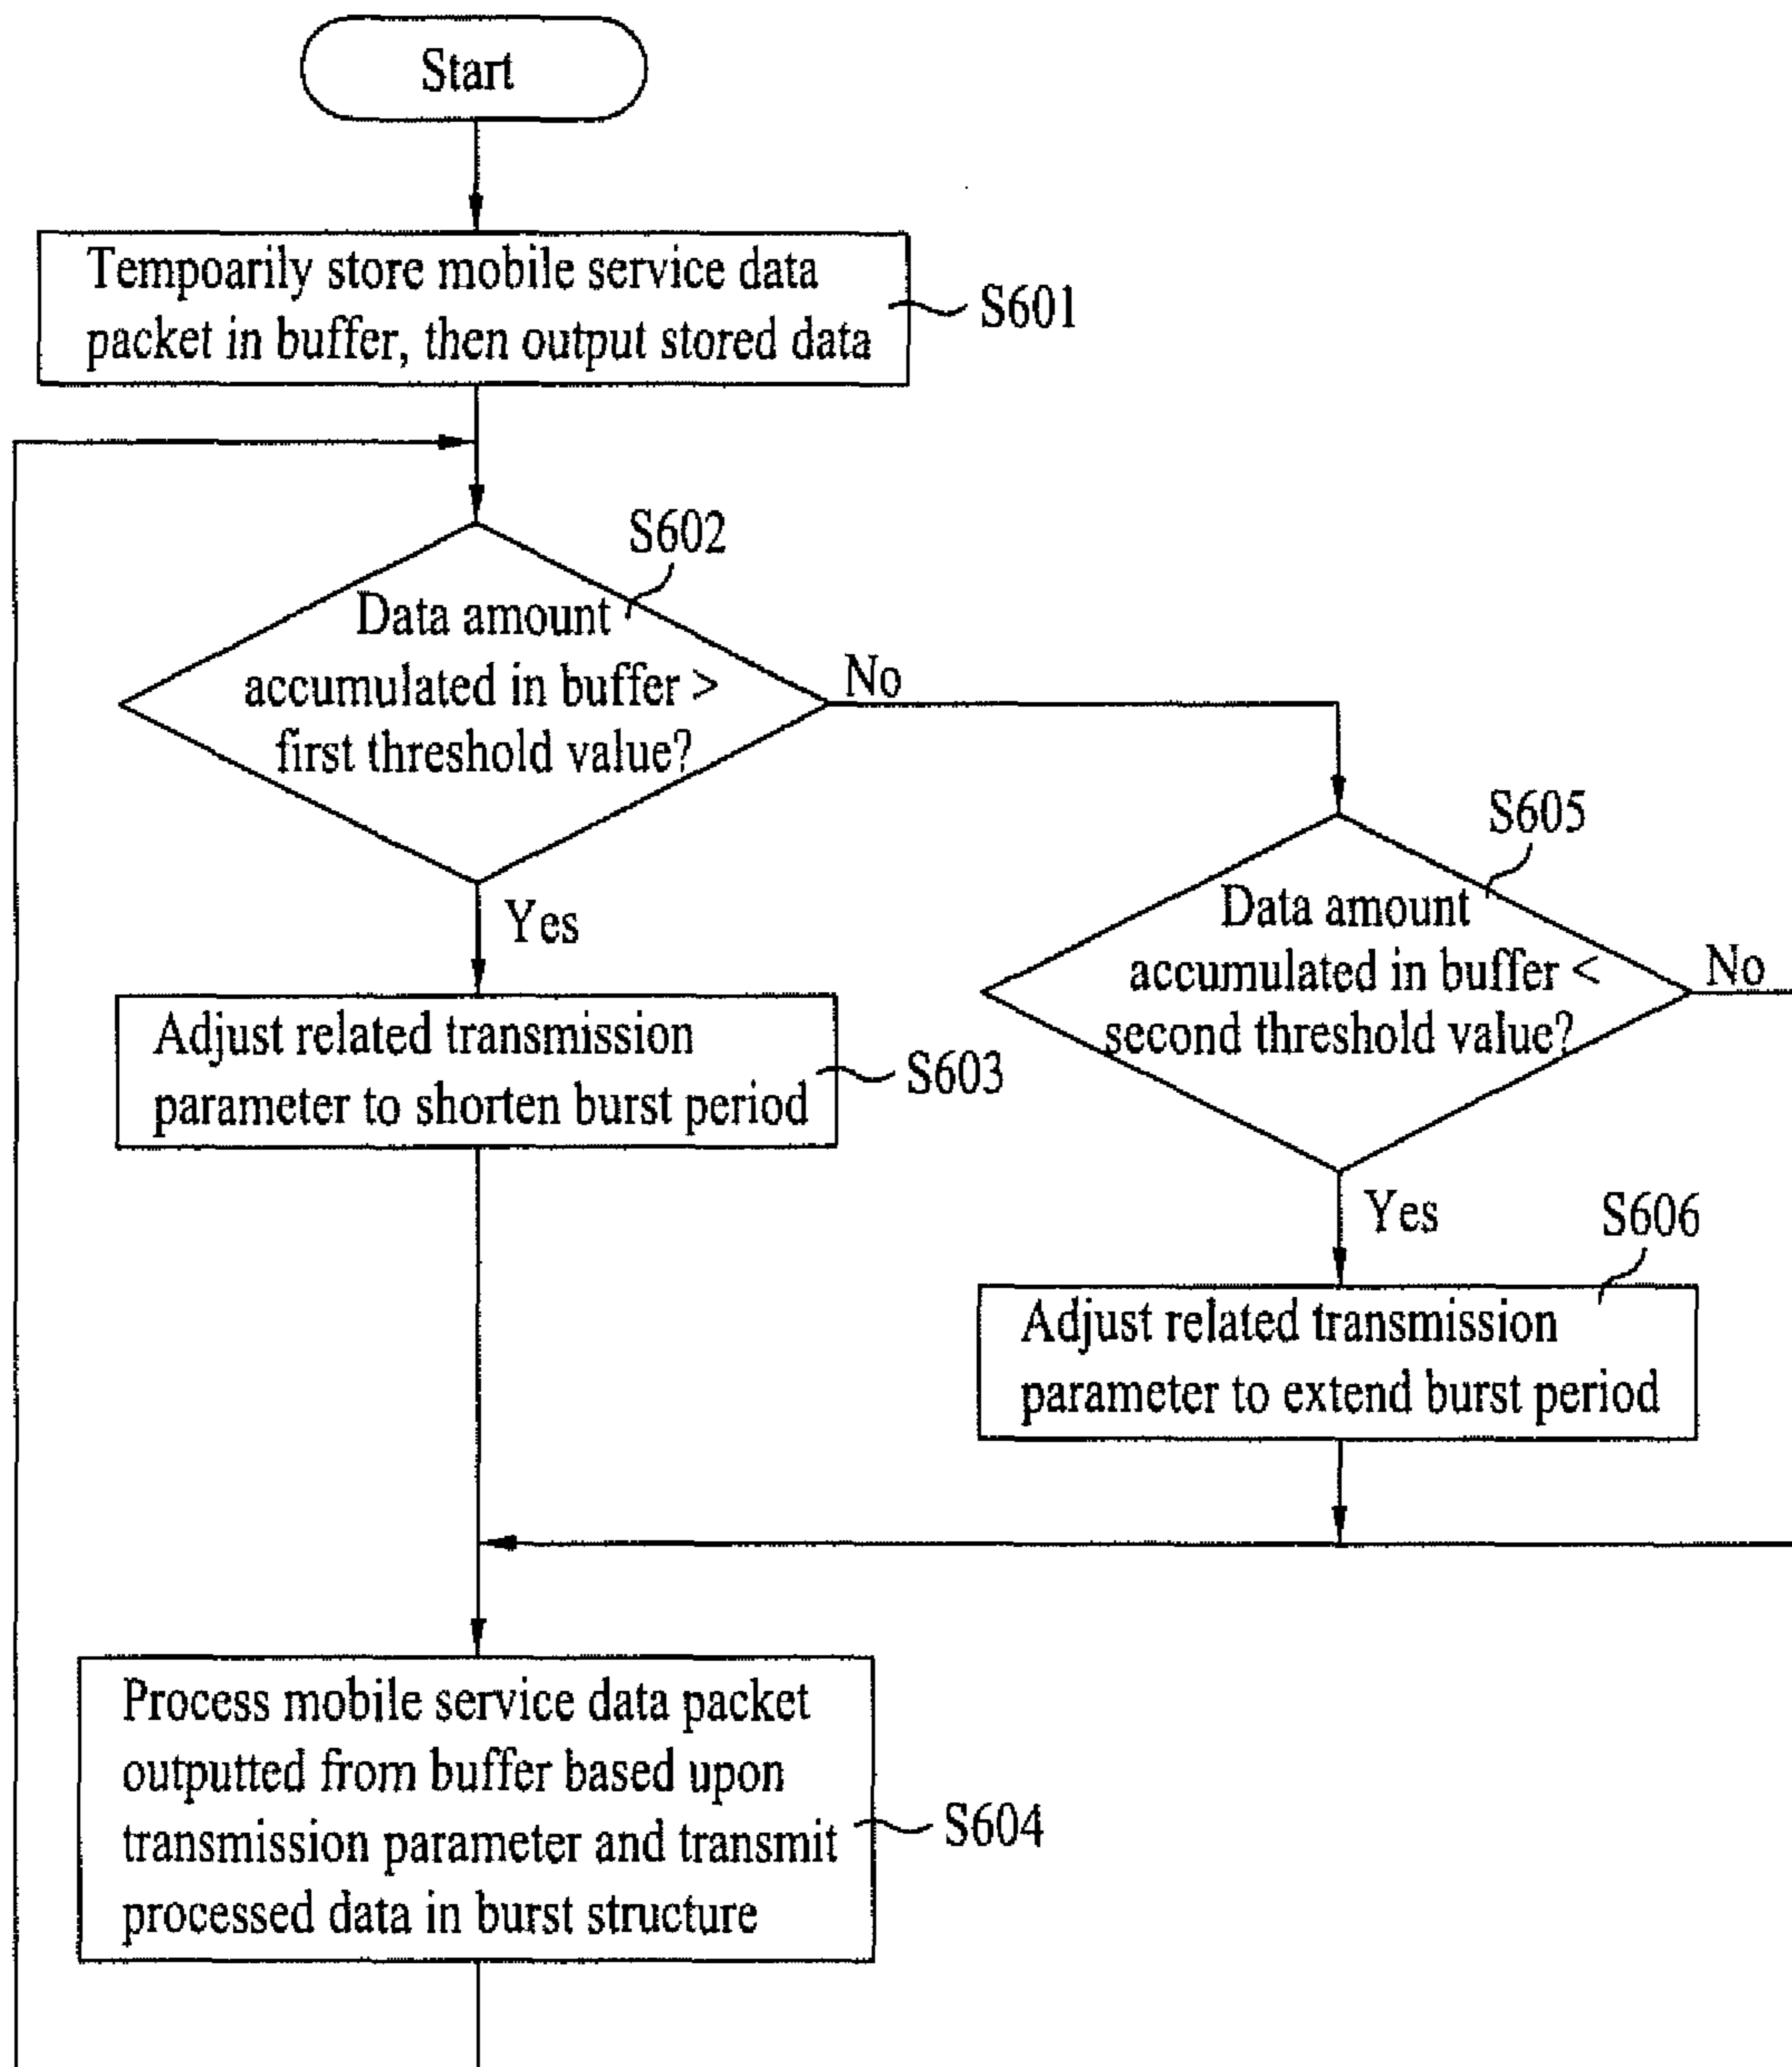 Start
Tempoarily store mobile service data
packet in buffer, then output stored data
S601
S602
Data amount
accumulated in buffer >
first threshold value?
No
Yes
S605
Data amount
accumulated in buffer <
second threshold value?
No
Yes
Adjust related transmission
parameter to shorten burst period
S603
S606
Adjust related transmission
parameter to extend burst period
Process mobile service data packet
outputted from buffer based upon
transmission parameter and transmit
processed data in burst structure
S604